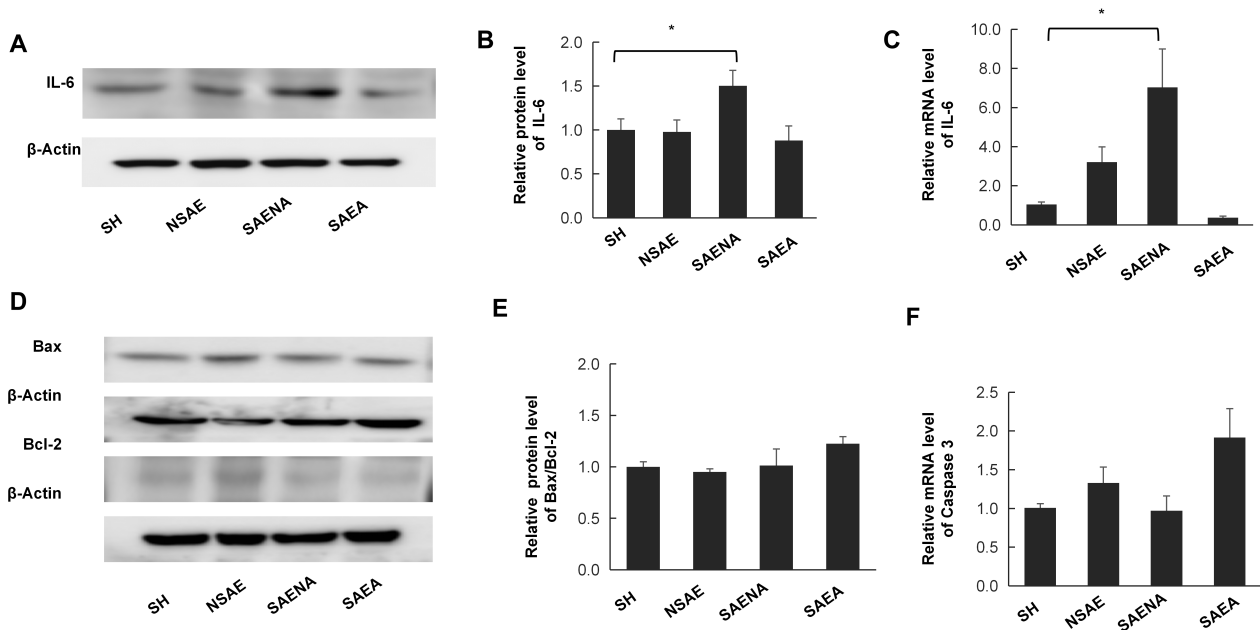 A
IL-6
β-Actin
SH NSAE SAENA SAEA
B
*
Relative protein level
of IL-6
2.0
1.5
1.0
0.5
0.0
SH NSAE SAENA SAEA
C
*
Relative mRNA level
of IL-6
10.0
8.0
6.0
4.0
2.0
0.0
SH NSAE SAENA SAEA
D
Bax
β-Actin
Bcl-2
β-Actin
SH NSAE SAENA SAEA
E
Relative protein level
of Bax/Bcl-2
2.0
1.5
1.0
0.5
0.0
SH NSAE SAENA SAEA
F
Relative mRNA level
of Caspase 3
2.5
2.0
1.5
1.0
0.5
0.0
SH NSAE SAENA SAEA